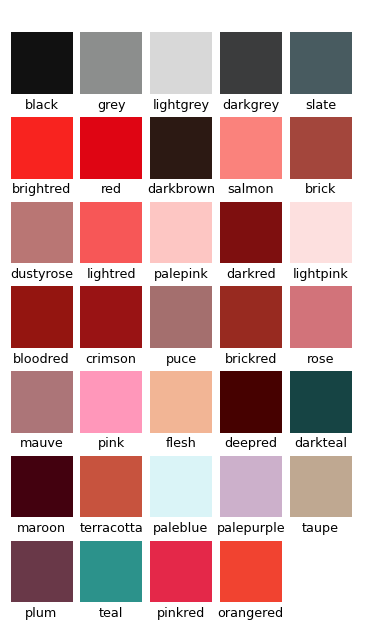 black grey lightgrey darkgrey slate
brightred red darkbrown salmon brick
dustyrose lightred palepink darkred lightpink
bloodred crimson puce brickred rose
mauve pink flesh deepred darkteal
maroon terracotta paleblue palepurple taupe
plum teal pinkred orangered